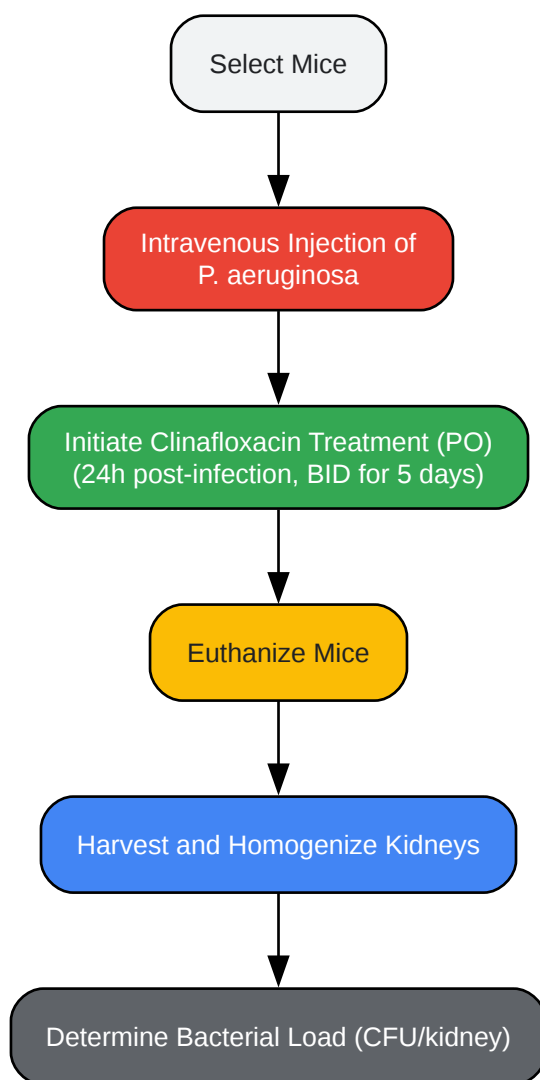 Select Mice
Intravenous Injection of
P. aeruginosa
Initiate Clinafloxacin Treatment (PO)
(24h post-infection, BID for 5 days)
Euthanize Mice
Harvest and Homogenize Kidneys
Determine Bacterial Load (CFU/kidney)